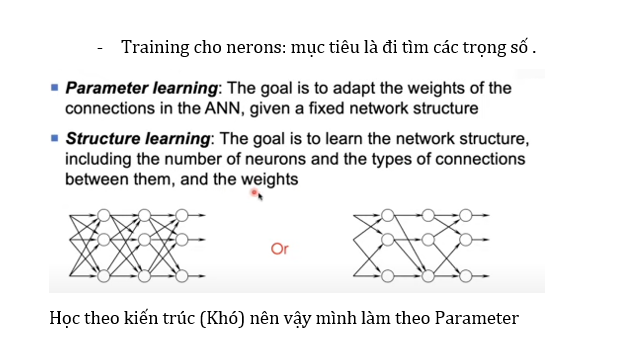 - Training cho nerons: mục tiêu là đi tìm các trọng số .
▪ Parameter learning: The goal is to adapt the weights of the
connections in the ANN, given a fixed network structure
▪ Structure learning: The goal is to learn the network structure,
including the number of neurons and the types of connections
between them, and the weights
Or
Học theo kiến trúc (Khó) nên vậy mình làm theo Parameter